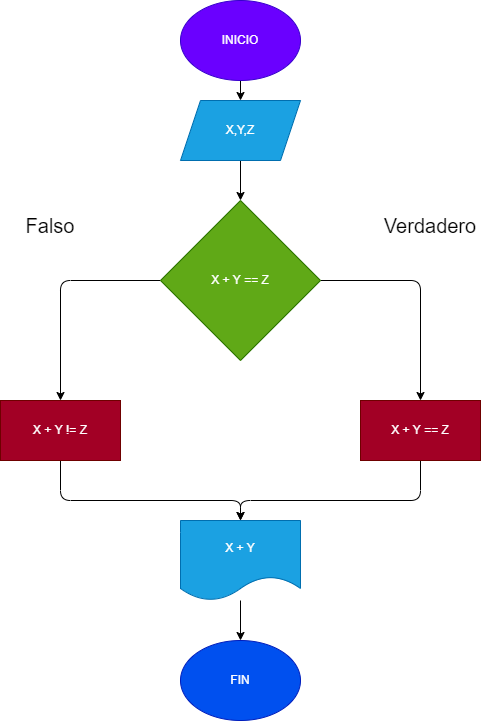 INICIO
X,Y,Z
Falso
Verdadero
X + Y == Z
X + Y != Z
X + Y == Z
X + Y
FIN